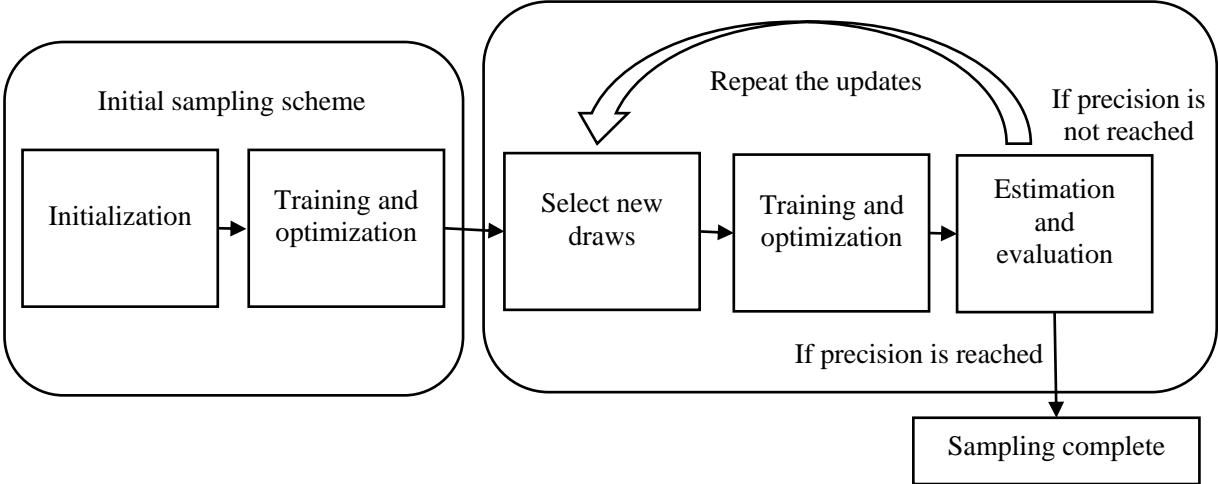 Initial sampling scheme
Initialization
Training and
optimization
Repeat the updates
If precision is
not reached
Select new
draws
Training and
optimization
Estimation
and
evaluation
If precision is reached
Sampling complete